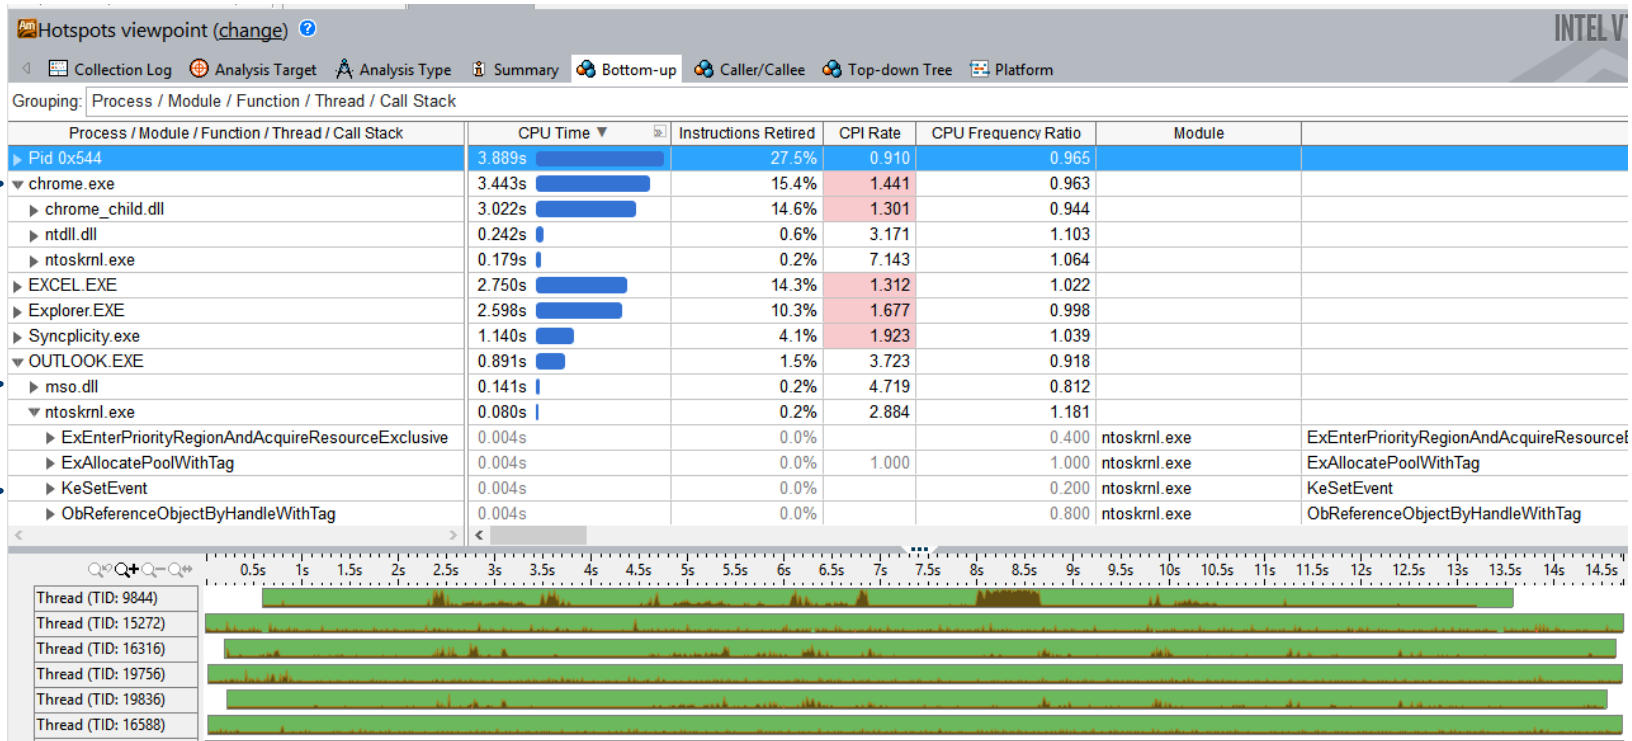 Hotspots viewpoint (change) ?
INTEL V
Collection Log Analysis Target Analysis Type Summary Bottom-up Caller/Callee Top-down Tree Platform
Grouping: Process / Module / Function / Thread / Call Stack
Process / Module / Function / Thread / Call Stack CPU Time Instructions Retired CPI Rate CPU Frequency Ratio Module
Pid 0x544 3.889s 27.5% 0.910 0.965
chrome.exe 3.443s 15.4% 1.441 0.963
chrome_child.dll 3.022s 14.6% 1.301 0.944
ntdll.dll 0.242s 0.6% 3.171 1.103
ntoskrnl.exe 0.179s 0.2% 7.143 1.064
EXCEL.EXE 2.750s 14.3% 1.312 1.022
Explorer.EXE 2.598s 10.3% 1.677 0.998
Syncplicity.exe 1.140s 4.1% 1.923 1.039
OUTLOOK.EXE 0.891s 1.5% 3.723 0.918
mso.dll 0.141s 0.2% 4.719 0.812
ntoskrnl.exe 0.080s 0.2% 2.884 1.181
ExEnterPriorityRegionAndAcquireResourceExclusive 0.004s 0.0% 0.400 ntoskrnl.exe ExEnterPriorityRegionAndAcquireResourceE
ExAllocatePoolWithTag 0.004s 0.0% 1.000 1.000 ntoskrnl.exe ExAllocatePoolWithTag
KeSetEvent 0.004s 0.0% 0.200 ntoskrnl.exe KeSetEvent
ObReferenceObjectByHandleWithTag 0.004s 0.0% 0.800 ntoskrnl.exe ObReferenceObjectByHandleWithTag
0.5s 1s 1.5s 2s 2.5s 3s 3.5s 4s 4.5s 5s 5.5s 6s 6.5s 7s 7.5s 8s 8.5s 9s 9.5s 10s 10.5s 11s 11.5s 12s 12.5s 13s 13.5s 14s 14.5s
Thread (TID: 9844)
Thread (TID: 15272)
Thread (TID: 16316)
Thread (TID: 19756)
Thread (TID: 19836)
Thread (TID: 16588)